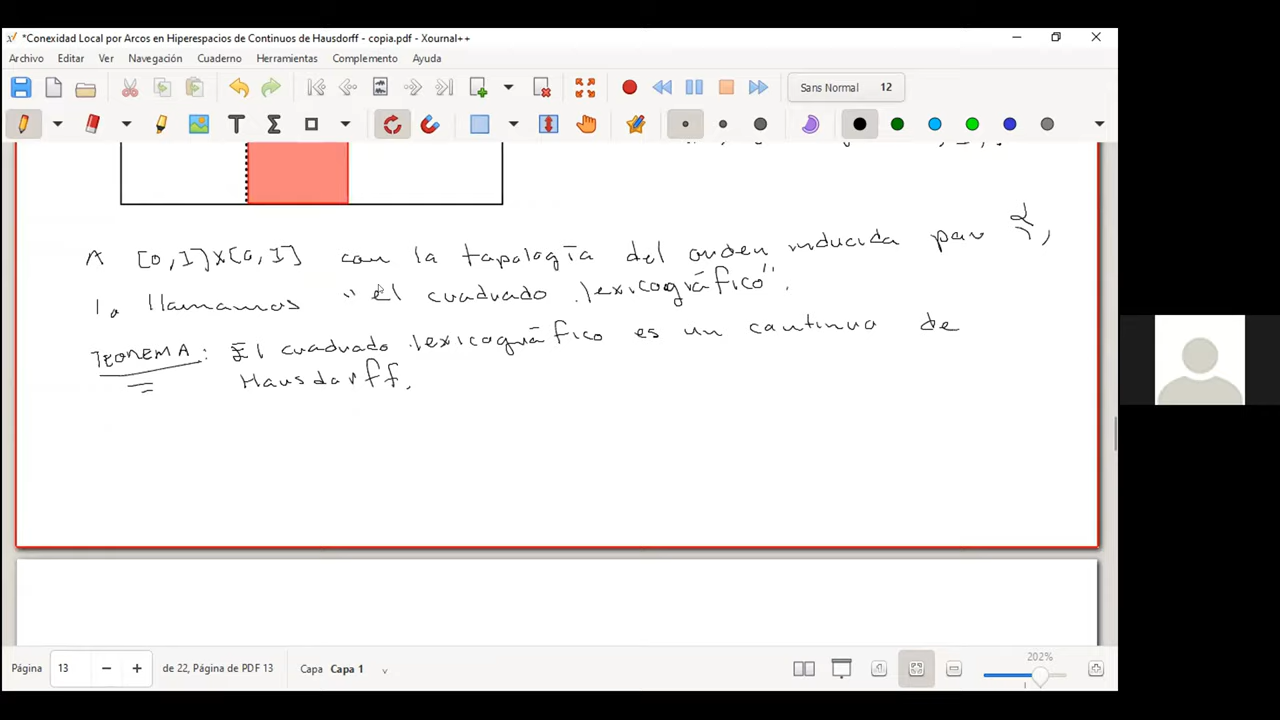 *Conexidad Local por Arcos en Hiperespacios de Continuos de Hausdorff - copia.pdf - Xournal++
Archivo Editar Ver Navegación Cuaderno Herramientas Complemento Ayuda
Sans Normal 12
A [0,1]x[0,1] con la topología del orden inducida por
la llamamos "el cuadrado lexicográfico".
TEOREMA: El cuadrado lexicográfico es un continuo de
Hausdorff.
Página 13 de 22, Página de PDF 13 Capa Capa 1 202%